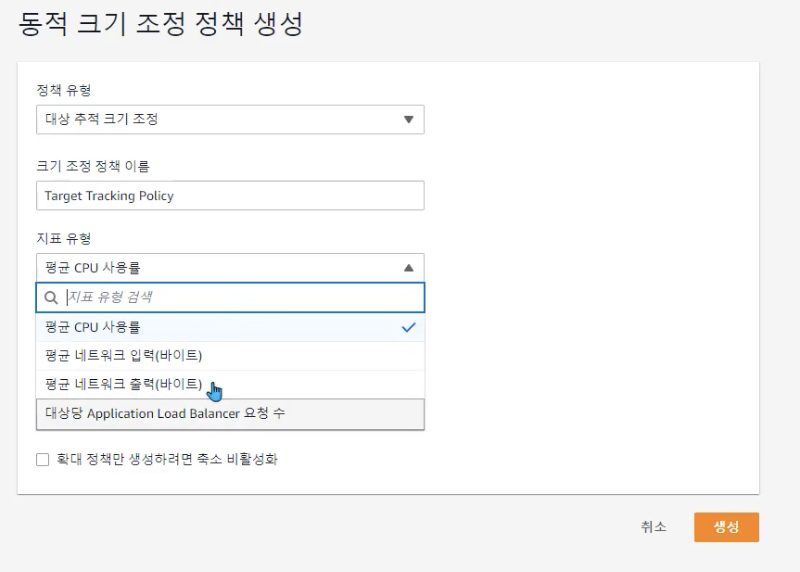 동적 크기 조정 정책 생성
정책 유형
대상 추적 크기 조정
크기 조정 정책 이름
Target Tracking Policy
지표 유형
평균 CPU 사용률
지표 유형 검색
평균 CPU 사용률
평균 네트워크 입력(바이트)
평균 네트워크 출력(바이트)
대상당 Application Load Balancer 요청 수
확대 정책만 생성하려면 축소 비활성화
취소
생성